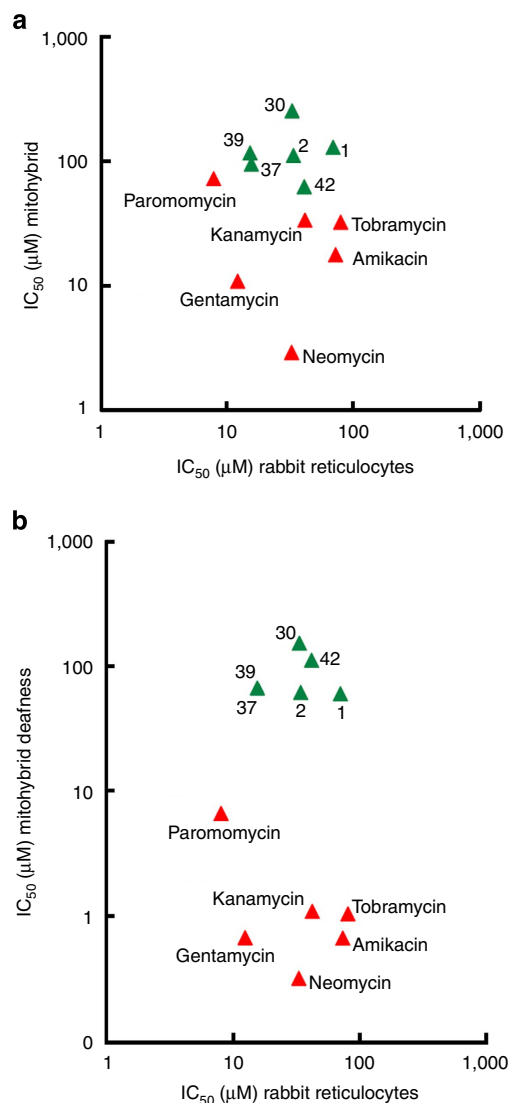 a
1,000
30
39
2
1
100
37
42
Paromomycin
Kanamycin
Tobramycin
Amikacin
10
Gentamycin
Neomycin
1
1
10
100
1,000
IC50 (μM) mitohybrid
IC50 (μM) rabbit reticulocytes
b
1,000
30
42
100
39
37
2
1
10
Paromomycin
Kanamycin
Tobramycin
1
Gentamycin
Amikacin
Neomycin
0
1
10
100
1,000
IC50 (μM) mitohybrid deafness
IC50 (μM) rabbit reticulocytes